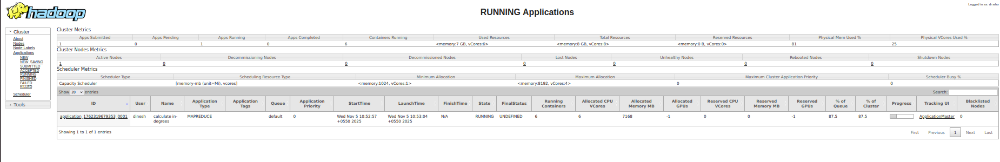 Logged in as: dr.who
hadoop
RUNNING Applications
Cluster
About
Nodes
Node Labels
Applications
NEW
NEW_SAVING
SUBMITTED
ACCEPTED
RUNNING
FINISHED
FAILED
KILLED
Scheduler
Tools
Cluster Metrics
Apps Submitted Apps Pending Apps Running Apps Completed Containers Running Used Resources Total Resources Reserved Resources Physical Mem Used % Physical VCores Used %
1 0 1 0 6 <memory:7 GB, vCores:6> <memory:8 GB, vCores:8> <memory:0 B, vCores:0> 81 25
Cluster Nodes Metrics
Active Nodes Decommissioning Nodes Decommissioned Nodes Lost Nodes Unhealthy Nodes Rebooted Nodes Shutdown Nodes
1 0 0 0 0 0 0
Scheduler Metrics
Scheduler Type Scheduling Resource Type Minimum Allocation Maximum Allocation Maximum Cluster Application Priority Scheduler Busy %
Capacity Scheduler [memory-mb (unit=Mi), vcores] <memory:1024, vCores:1> <memory:8192, vCores:4> 0 0
Show 20 entries Search:
ID User Name Application Type Application Tags Queue Application Priority StartTime LaunchTime FinishTime State FinalStatus Running Containers Allocated CPU VCores Allocated Memory MB Allocated GPUs Reserved CPU VCores Reserved Memory MB Reserved GPUs % of Queue % of Cluster Progress Tracking UI Blacklisted Nodes
application_1762319679353_0001 dinesh calculate in- MAPREDUCE default 0 Wed Nov 5 10:52:57 Wed Nov 5 10:53:04 N/A RUNNING UNDEFINED 6 6 7168 -1 0 0 -1 87.5 87.5 ApplicationMaster 0
degrees +0550 2025 +0550 2025
Showing 1 to 1 of 1 entries First Previous 1 Next Last